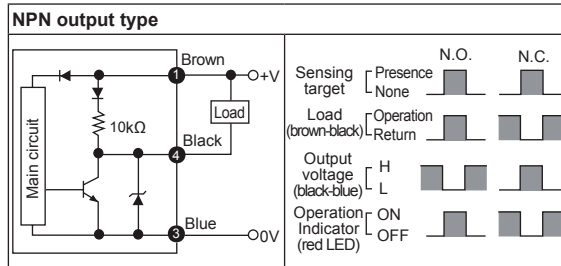 NPN output type
Brown
1
+V
Load
10kΩ
Black
4
Main circuit
Blue
3
0V
N.O.
N.C.
Sensing target
Presence
None
Load (brown-black)
Operation
Return
Output voltage (black-blue)
H
L
Operation Indicator (red LED)
ON
OFF